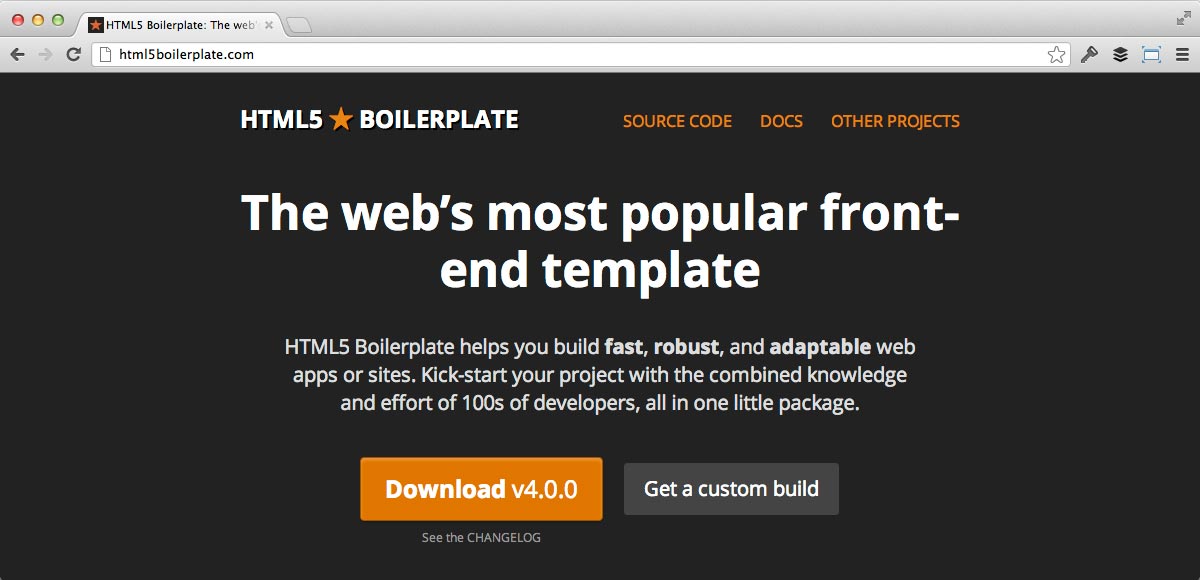 HTML5 Boilerplate: The web's
html5boilerplate.com
HTML5 ★ BOILERPLATE
SOURCE CODE DOCS OTHER PROJECTS
The web’s most popular front-
end template
HTML5 Boilerplate helps you build fast, robust, and adaptable web
apps or sites. Kick-start your project with the combined knowledge
and effort of 100s of developers, all in one little package.
Download v4.0.0
Get a custom build
See the CHANGELOG